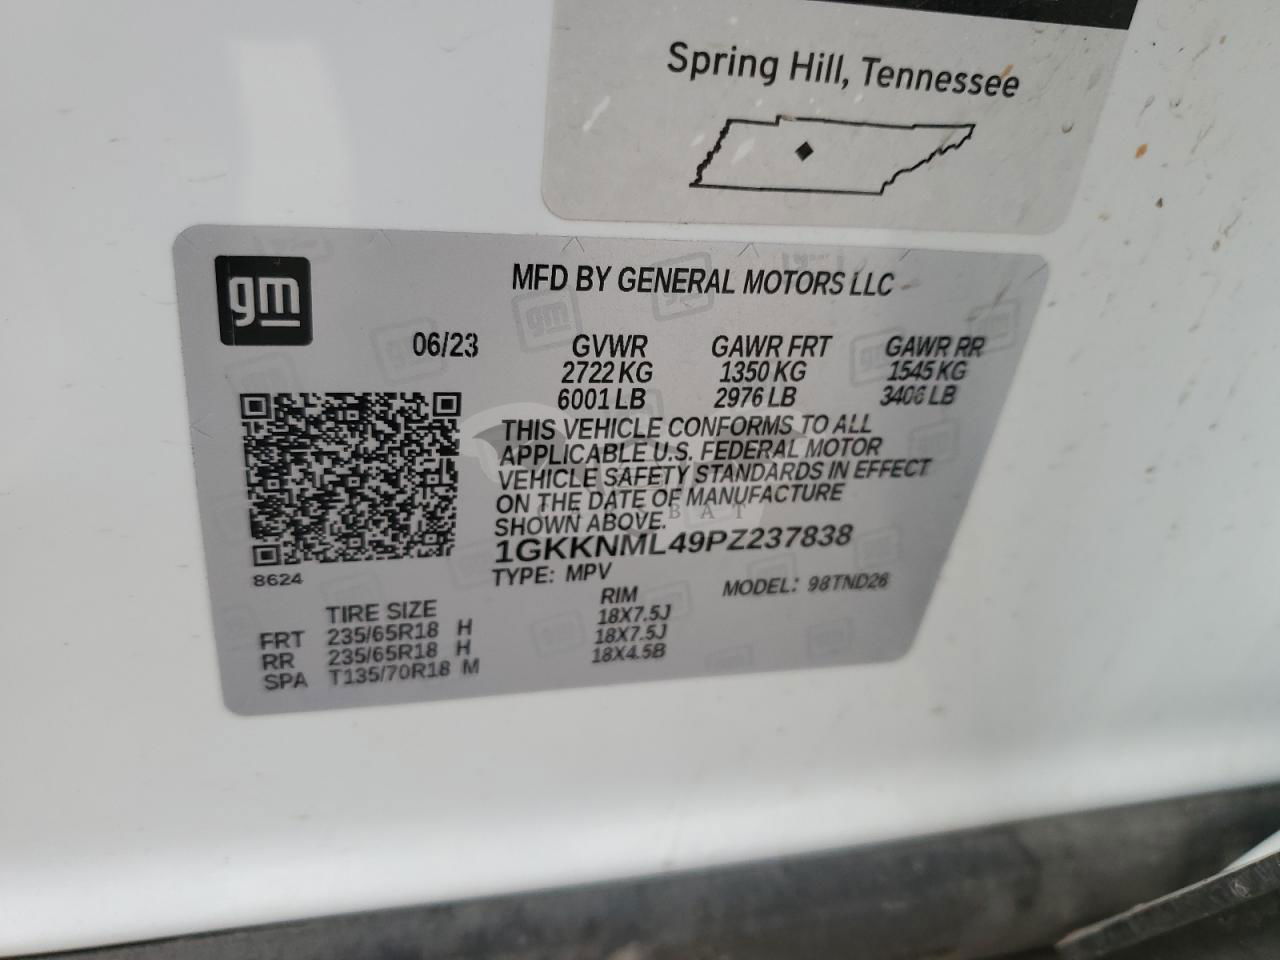 Spring Hill, Tennessee
gm
MFD BY GENERAL MOTORS LLC
06/23 GVWR GAWR FRT GAWR RR
2722 KG 1350 KG 1545 KG
6001 LB 2976 LB 3406 LB
THIS VEHICLE CONFORMS TO ALL
APPLICABLE U.S. FEDERAL MOTOR
VEHICLE SAFETY STANDARDS IN EFFECT
ON THE DATE OF MANUFACTURE
SHOWN ABOVE.
1GKKNML49PZ237838
8624 TYPE: MPV MODEL: 98TND26
TIRE SIZE RIM
FRT 235/65R18 H 18X7.5J
RR 235/65R18 H 18X7.5J
SPA T135/70R18 M 18X4.5B